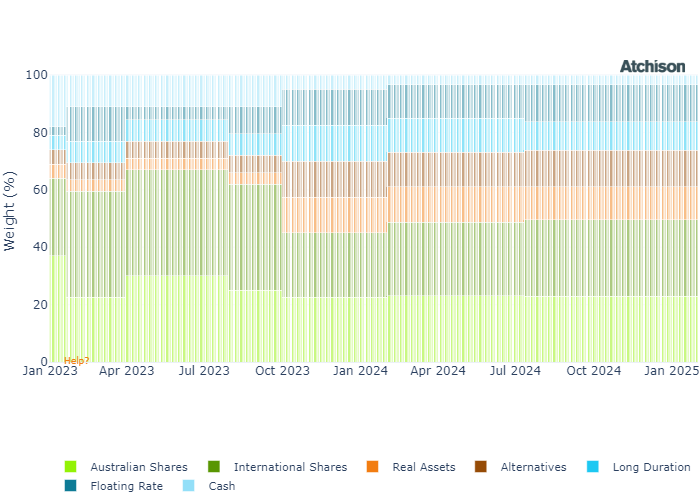 Atchison
100
80
60
40
20
0
Weight (%)
Help?
Jan 2023 Apr 2023 Jul 2023 Oct 2023 Jan 2024 Apr 2024 Jul 2024 Oct 2024 Jan 2025
Australian Shares International Shares Real Assets Alternatives Long Duration
Floating Rate Cash